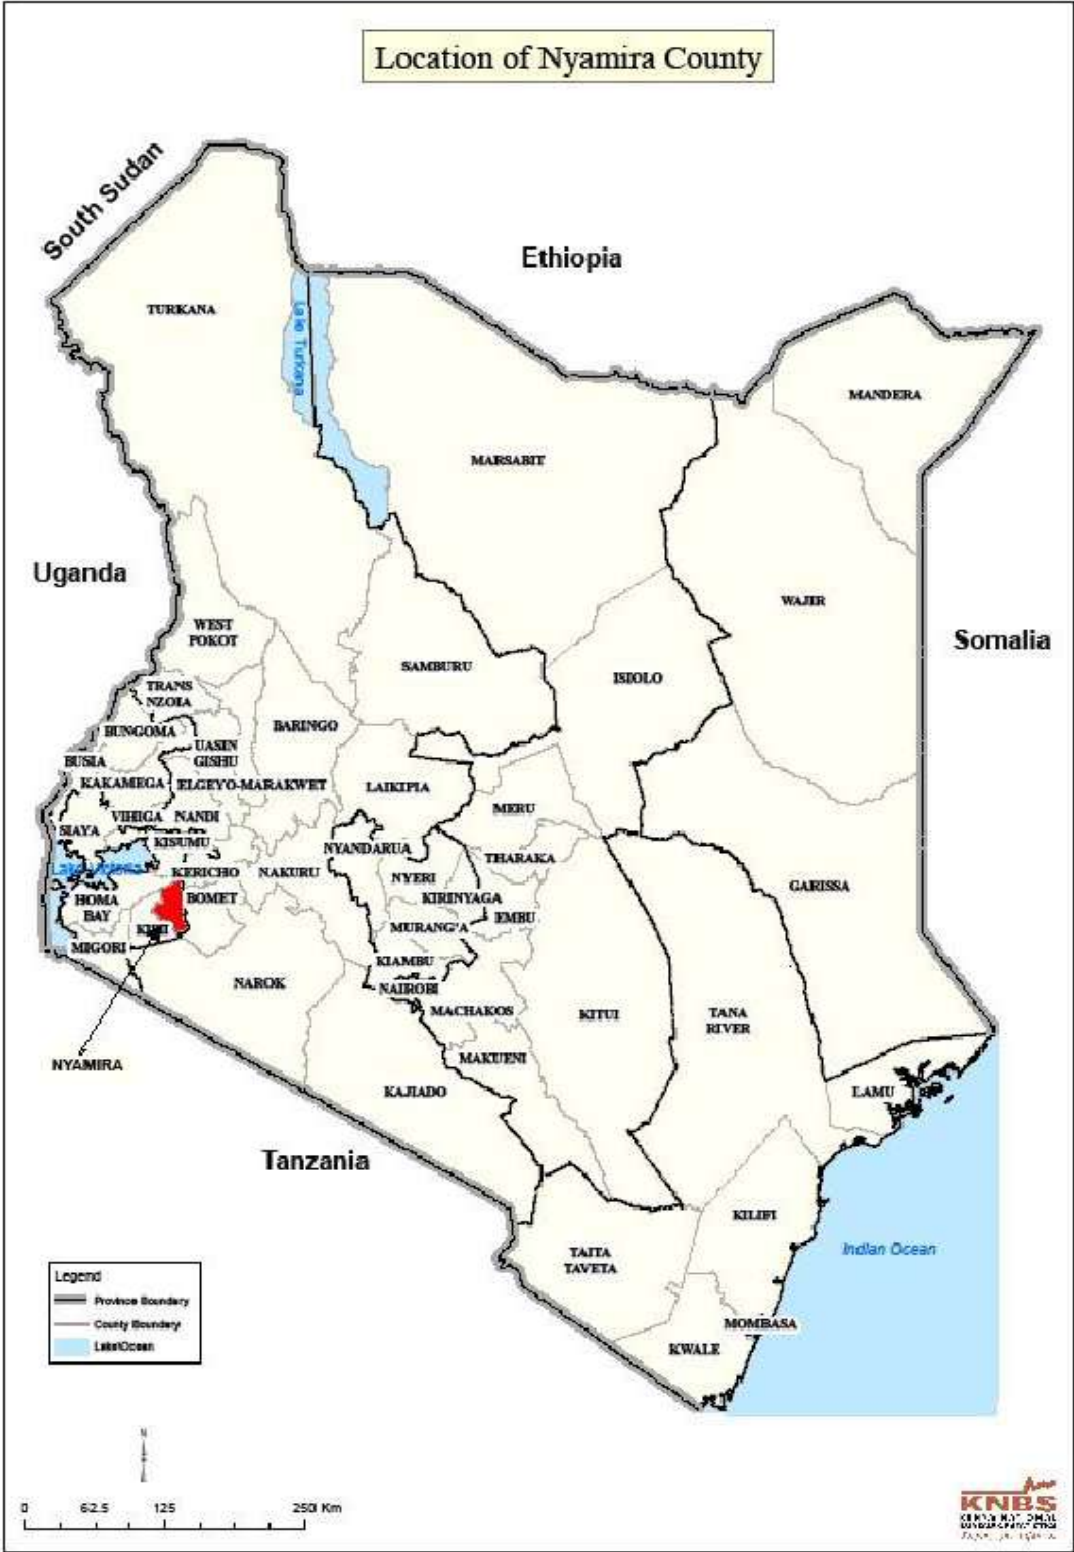 Location of Nyamira County
South Sudan
Ethiopia
TURKANA
Lake Turkana
MANDERA
MARSABIT
Uganda
WAJIR
WEST
POKOT
Somalia
SAMBURU
ISIOLO
TRANS
NZOIA
BARINGO
BUNGOMA
UASIN
GISHU
BUSIA
KAKAMEGA
ELGEYO-MARAKWET
LAIKIPIA
MERU
VIHIGA
NANDI
SIAYA
KISUMU
NYANDARUA
THARAKA
Lake Victoria
KERICHO
NAKURU
NYERI
GARISSA
HOMA
BAY
BOMET
KIRINYAGA
EMBU
KISII
MURANG'A
MIGORI
KIAMBU
NAROK
NAIROBI
MACHAKOS
KITUI
TANA
RIVER
NYAMIRA
MAKUENI
KAJIADO
LAMU
Tanzania
KILIFI
TAITA
TAVETA
Indian Ocean
MOMBASA
KWALE
Legend
Province Boundary
County Boundary
Lake\Ocean
N
0 62.5 125 250 Km
KNBS